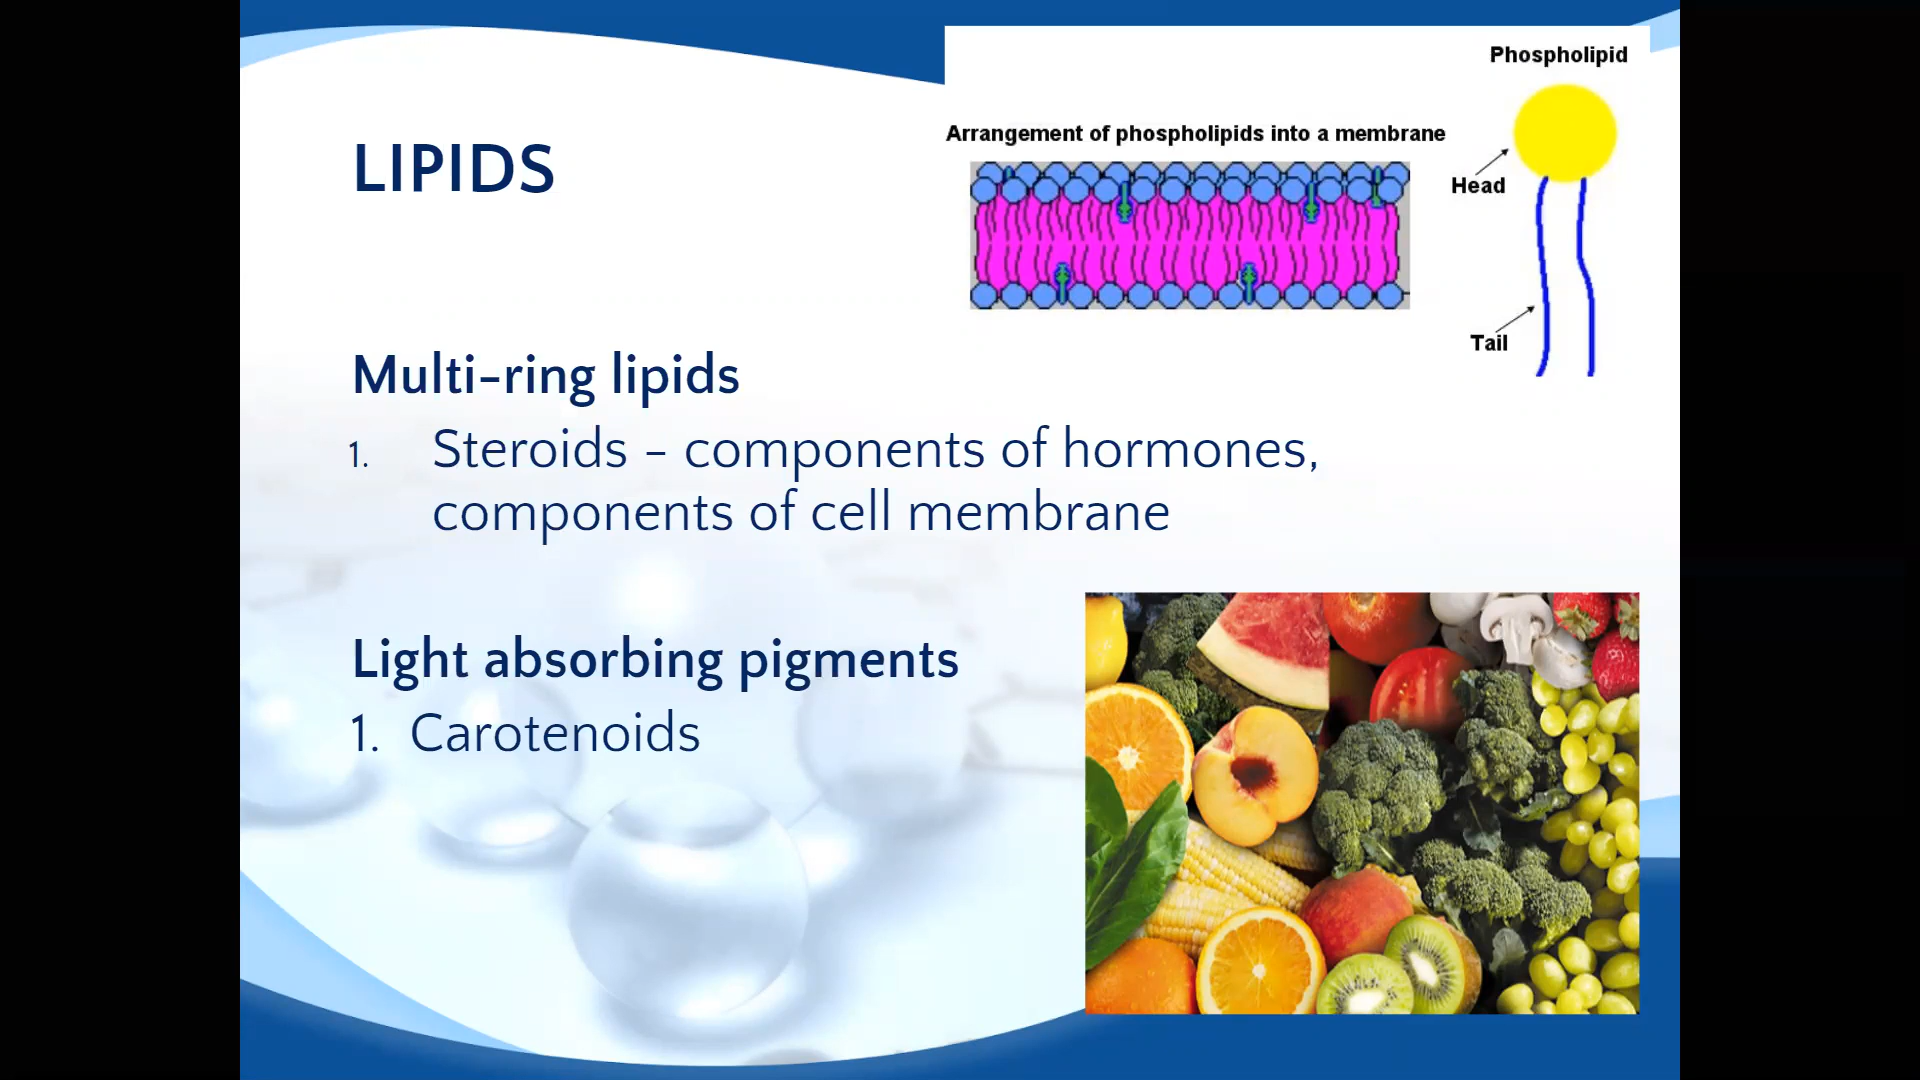 LIPIDS
Phospholipid
Arrangement of phospholipids into a membrane
Head
Tail
Multi-ring lipids
1. Steroids – components of hormones,
components of cell membrane
Light absorbing pigments
1. Carotenoids